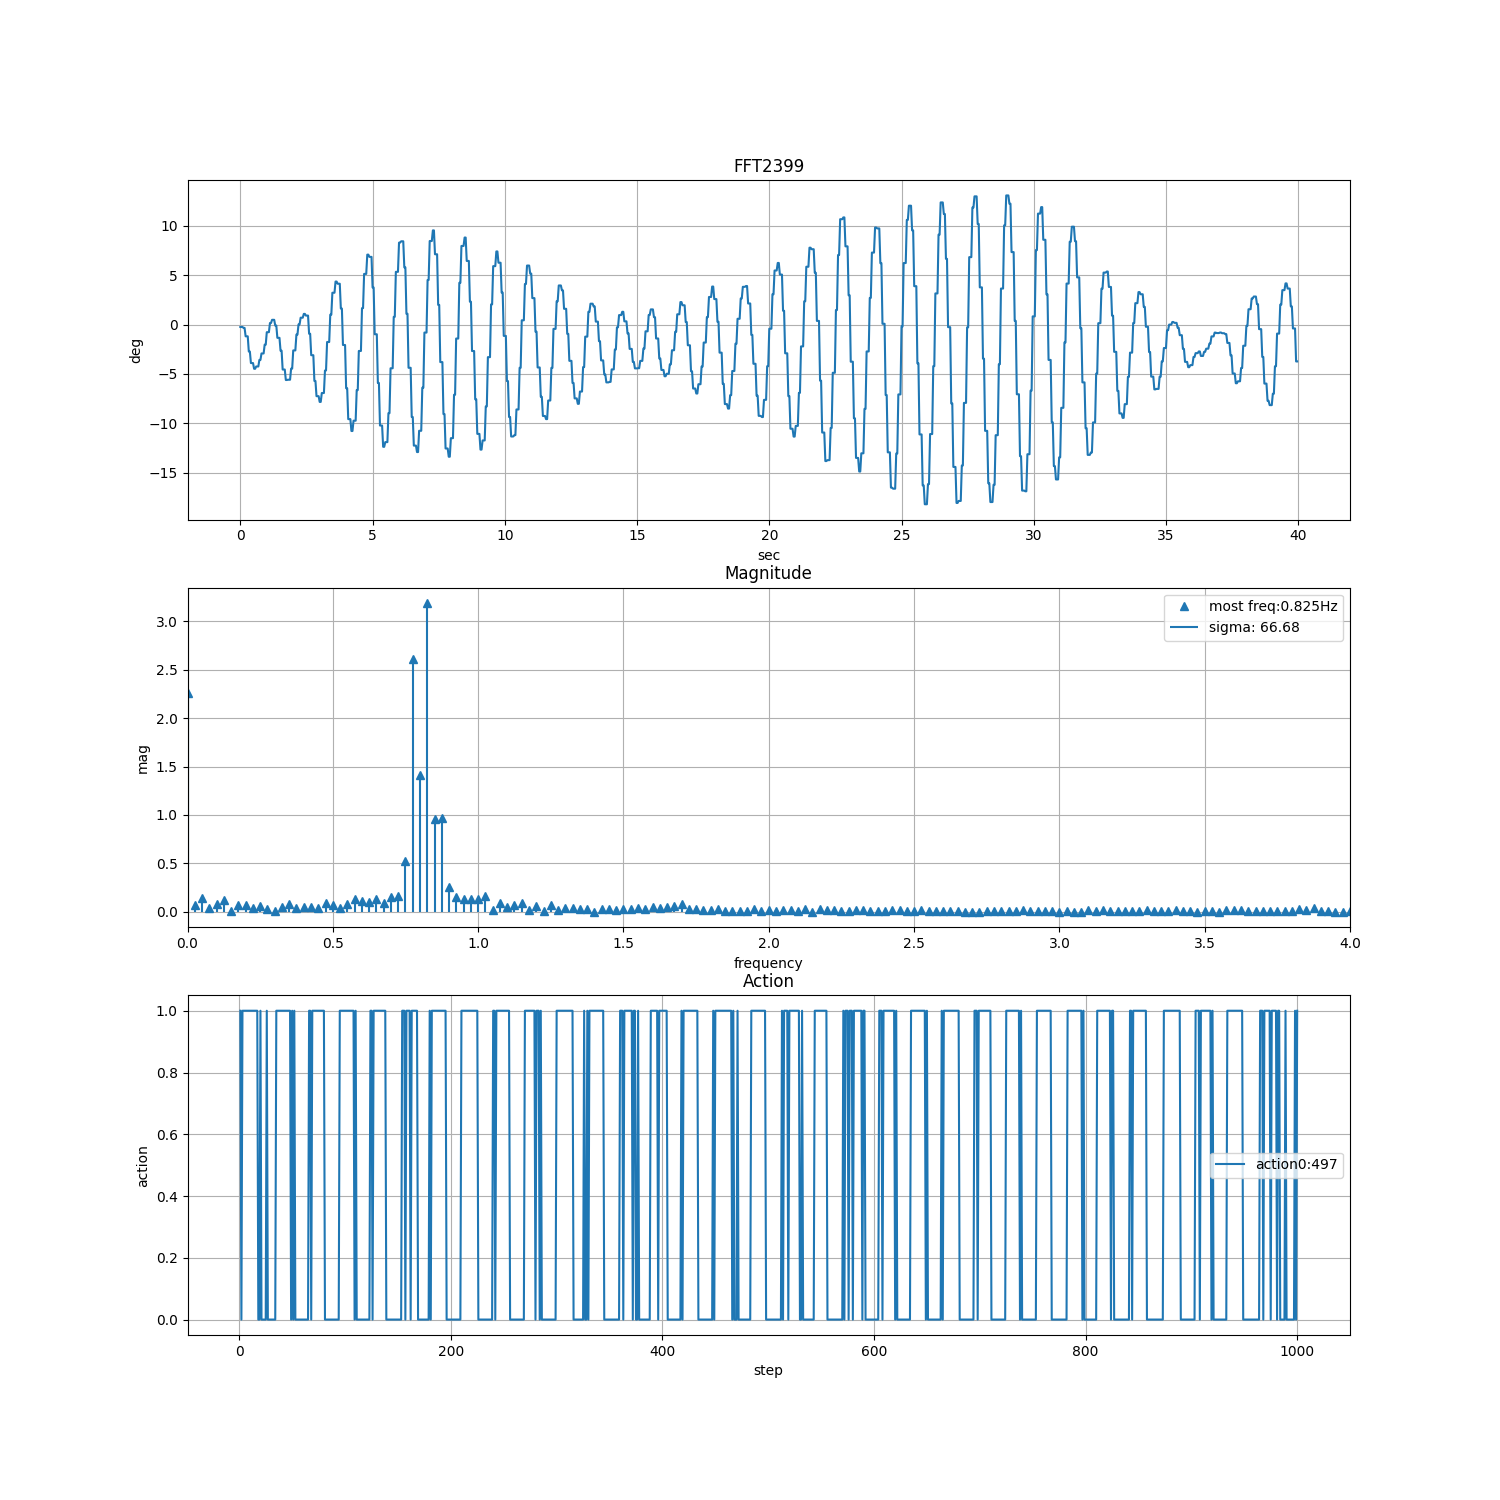 FFT2399
10
5
0
−5
−10
−15
deg
0 5 10 15 20 25 30 35 40
sec
Magnitude
most freq:0.825Hz
sigma: 66.68
3.0
2.5
2.0
1.5
1.0
0.5
0.0
mag
0.0 0.5 1.0 1.5 2.0 2.5 3.0 3.5 4.0
frequency
Action
1.0
0.8
0.6
0.4
0.2
0.0
action
action0:497
0 200 400 600 800 1000
step